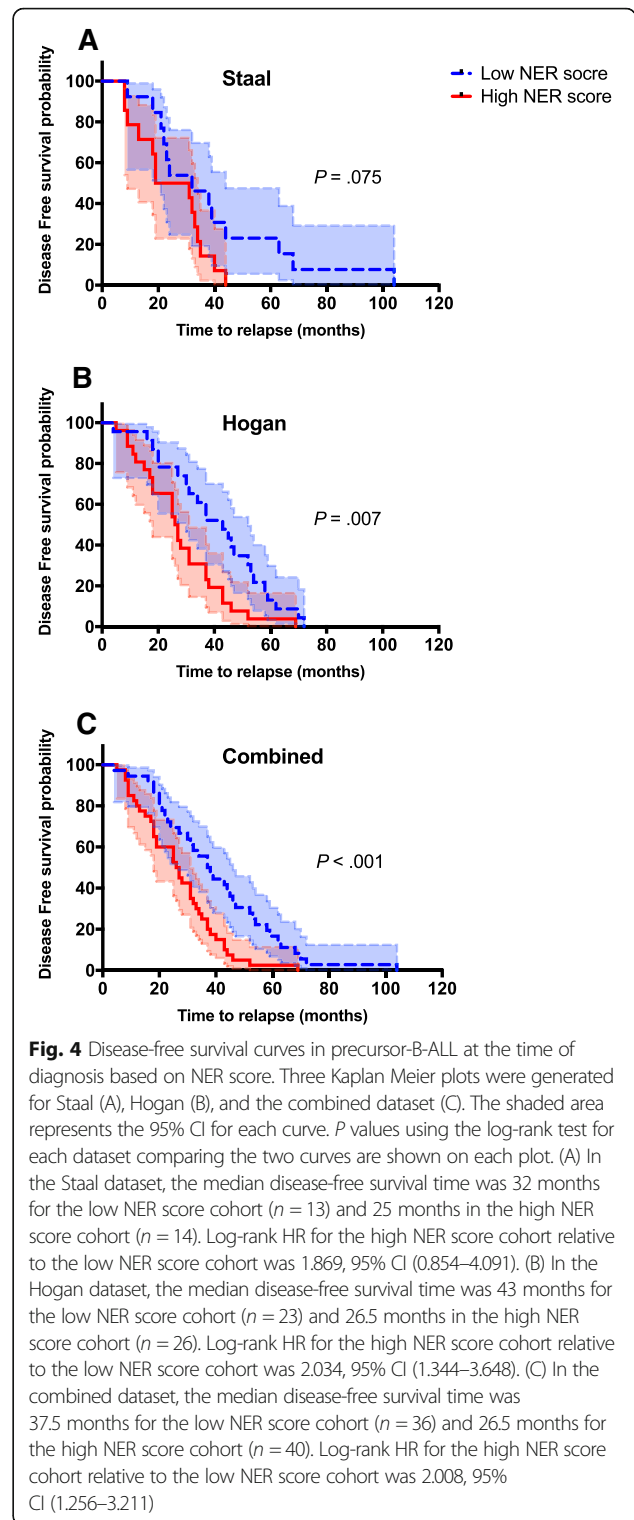 A
Staal
Low NER socre
High NER score
Disease Free survival probability
100
80
60
40
20
0
P = .075
0 20 40 60 80 100 120
Time to relapse (months)
B
Hogan
Disease Free survival probability
100
80
60
40
20
0
P = .007
0 20 40 60 80 100 120
Time to relapse (months)
C
Combined
Disease Free survival probability
100
80
60
40
20
0
P < .001
0 20 40 60 80 100 120
Time to relapse (months)
Fig. 4 Disease-free survival curves in precursor-B-ALL at the time of
diagnosis based on NER score. Three Kaplan Meier plots were generated
for Staal (A), Hogan (B), and the combined dataset (C). The shaded area
represents the 95% CI for each curve. P values using the log-rank test for
each dataset comparing the two curves are shown on each plot. (A) In
the Staal dataset, the median disease-free survival time was 32 months
for the low NER score cohort (n = 13) and 25 months in the high NER
score cohort (n = 14). Log-rank HR for the high NER score cohort relative
to the low NER score cohort was 1.869, 95% CI (0.854–4.091). (B) In the
Hogan dataset, the median disease-free survival time was 43 months for
the low NER score cohort (n = 23) and 26.5 months in the high NER
score cohort (n = 26). Log-rank HR for the high NER score cohort relative
to the low NER score cohort was 2.034, 95% CI (1.344–3.648). (C) In the
combined dataset, the median disease-free survival time was
37.5 months for the low NER score cohort (n = 36) and 26.5 months for
the high NER score cohort (n = 40). Log-rank HR for the high NER score
cohort relative to the low NER score cohort was 2.008, 95%
CI (1.256–3.211)